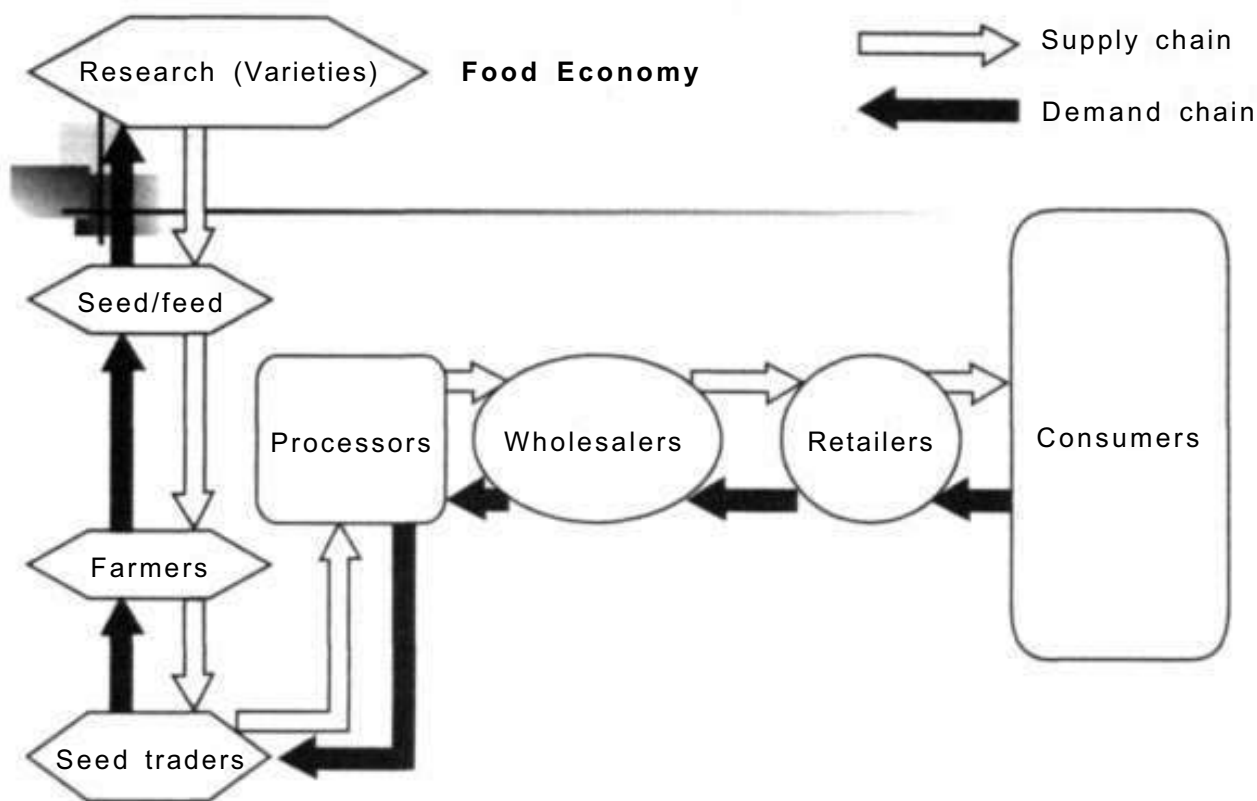 Research (Varieties)
Food Economy
Supply chain
Demand chain
Seed/feed
Processors
Wholesalers
Retailers
Consumers
Farmers
Seed traders